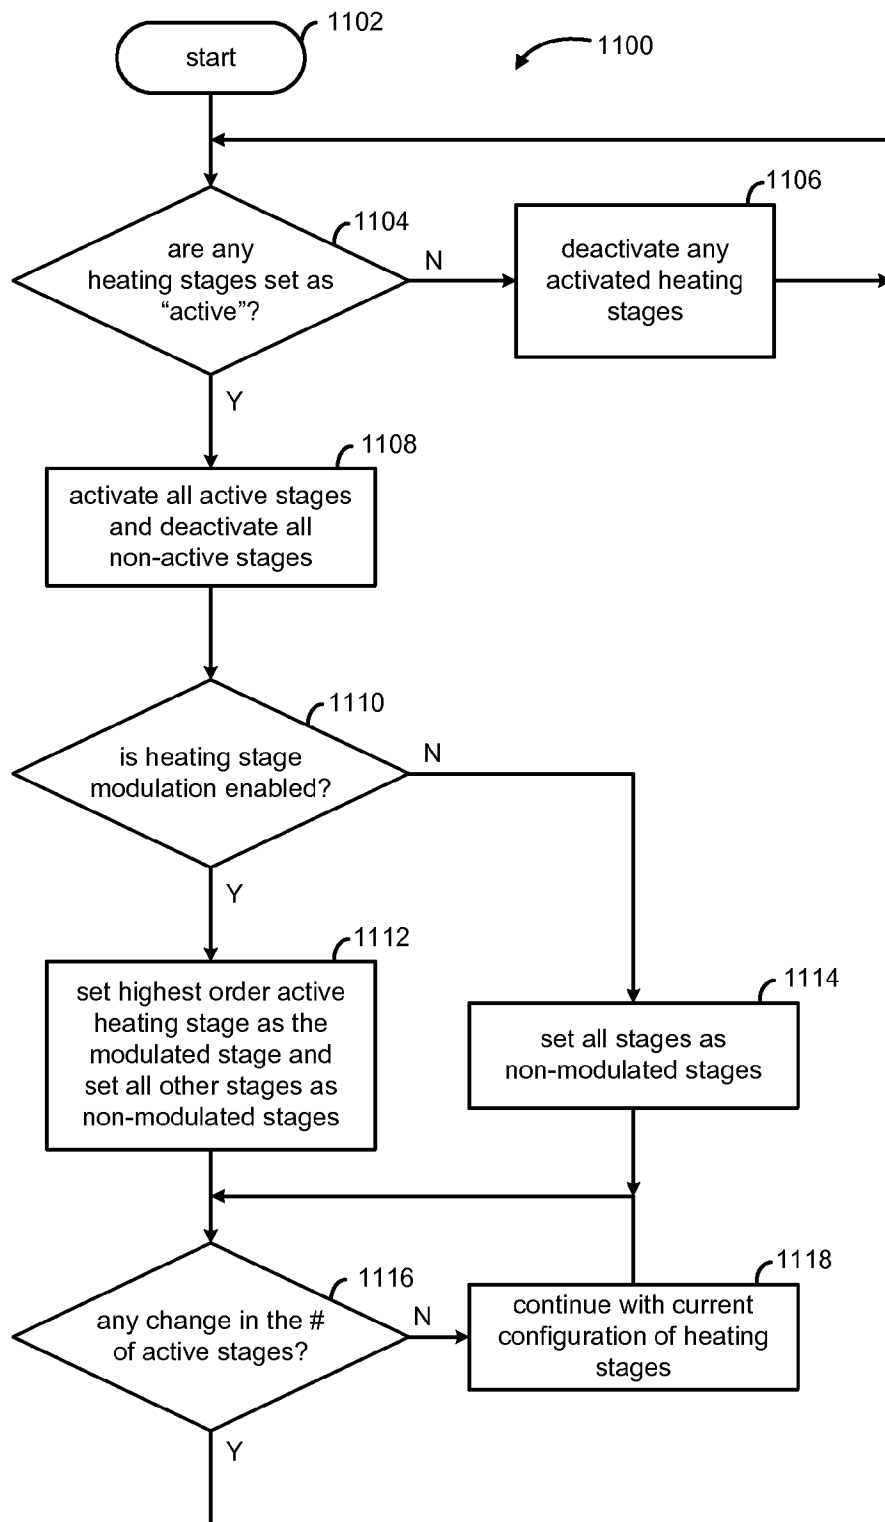 1102
start
1100
1104
are any
heating stages set as
“active”?
N
1106
deactivate any
activated heating
stages
Y
1108
activate all active stages
and deactivate all
non-active stages
1110
is heating stage
modulation enabled?
N
Y
1112
set highest order active
heating stage as the
modulated stage and
set all other stages as
non-modulated stages
1114
set all stages as
non-modulated stages
1116
any change in the #
of active stages?
N
1118
continue with current
configuration of heating
stages
Y